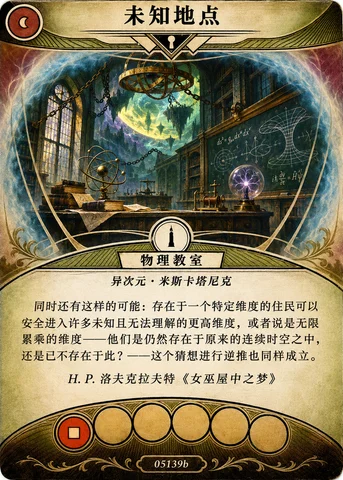 未知地点
物理教室
异次元·米斯卡塔尼克
同时还有这样的可能：存在于一个特定维度的住民可以
安全进入许多未知且无法理解的更高维度，或者说是无限
累乘的维度——他们是仍然存在于原来的连续时空之中，
还是已不存在于此？——这个猜想进行逆推也同样成立。
H. P. 洛夫克拉夫特《女巫屋中之梦》
05139b